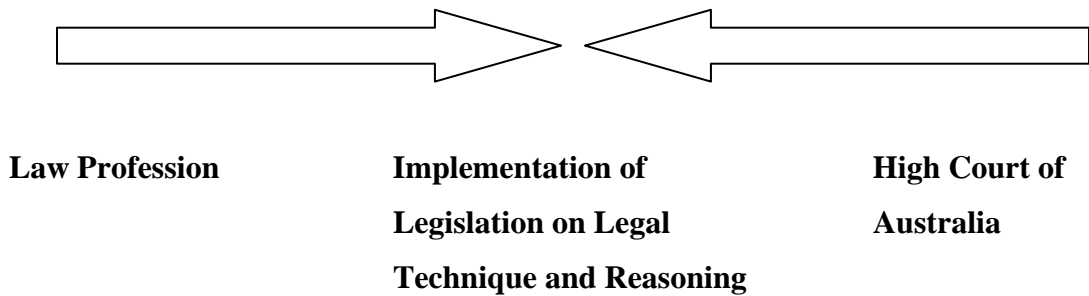 Law Profession
Implementation of
Legislation on Legal
Technique and Reasoning
High Court of
Australia